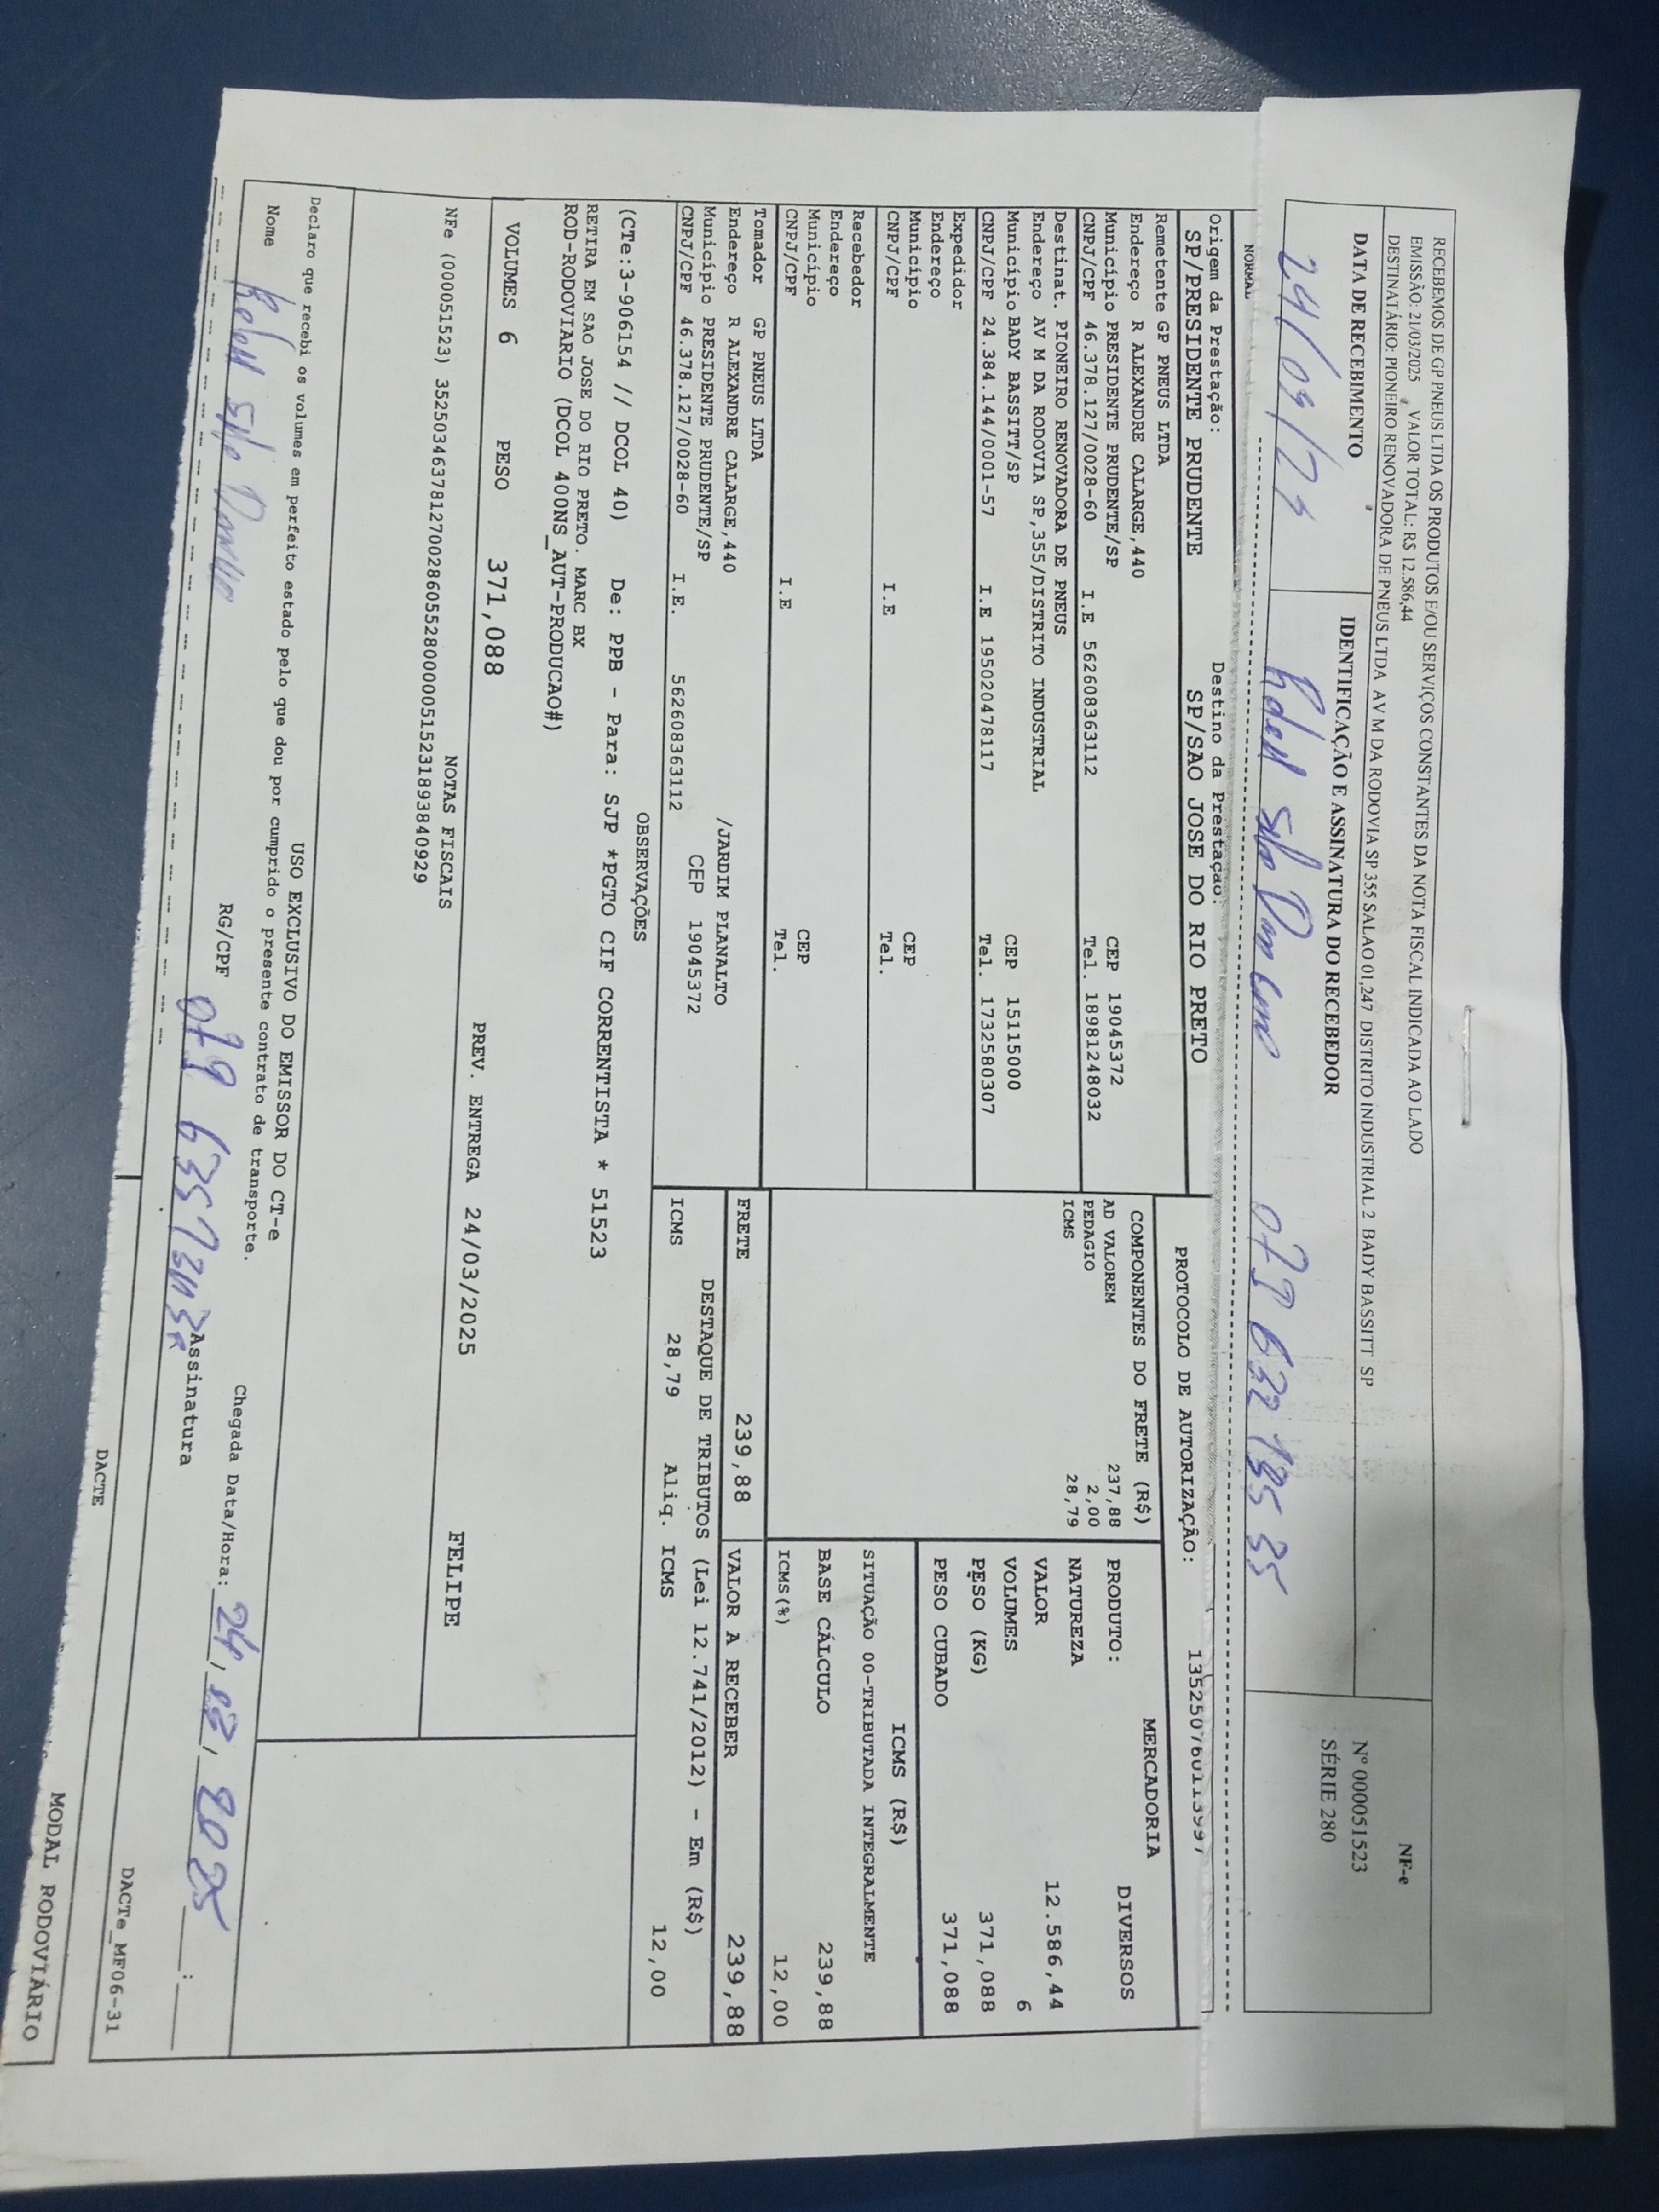 RECEBEMOS DE GP PNEUS LTDA OS PRODUTOS E/OU SERVIÇOS CONSTANTES DA NOTA FISCAL INDICADA AO LADO
EMISSÃO: 21/03/2025 VALOR TOTAL: R$ 12.586,44
DESTINATÁRIO: PIONEIRO RENOVADORA DE PNEUS LTDA AV M DA RODOVIA SP 355 SALAO 01,247 DISTRITO INDUSTRIAL 2 BADY BASSITT SP
NF-e
Nº 000051523
SÉRIE 280
DATA DE RECEBIMENTO
IDENTIFICAÇÃO E ASSINATURA DO RECEBEDOR
NORMAL
Origem da Prestação: Destino da Prestação:
SP/PRESIDENTE PRUDENTE SP/SAO JOSE DO RIO PRETO
PROTOCOLO DE AUTORIZAÇÃO:
Remetente GP PNEUS LTDA
Endereço R ALEXANDRE CALARGE,440
Município PRESIDENTE PRUDENTE/SP CEP 19045372
CNPJ/CPF 46.378.127/0028-60 I.E 562608363112 Tel. 18981248032
Destinat. PIONEIRO RENOVADORA DE PNEUS
Endereço AV M DA RODOVIA SP,355/DISTRITO INDUSTRIAL
Município BADY BASSITT/SP CEP 15115000
CNPJ/CPF 24.384.144/0001-57 I.E 195020478117 Tel. 1732580307
Expedidor
Endereço
Município CEP
CNPJ/CPF I.E Tel.
Recebedor
Endereço
Município CEP
CNPJ/CPF I.E Tel.
Tomador GP PNEUS LTDA
Endereço R ALEXANDRE CALARGE,440 /JARDIM PLANALTO
Município PRESIDENTE PRUDENTE/SP CEP 19045372
CNPJ/CPF 46.378.127/0028-60 I.E. 562608363112
COMPONENTES DO FRETE (R$)
AD VALOREM 237,88
PEDAGIO 2,00
ICMS 28,79
MERCADORIA
PRODUTO: DIVERSOS
NATUREZA
VALOR 12.586,44
VOLUMES 6
PESO (KG) 371,088
PESO CUBADO 371,088
ICMS (R$)
SITUAÇÃO 00-TRIBUTADA INTEGRALMENTE
BASE CÁLCULO 239,88
ICMS(%) 12,00
FRETE 239,88 VALOR A RECEBER 239,88
DESTAQUE DE TRIBUTOS (Lei 12.741/2012) - Em (R$)
ICMS 28,79 Aliq. ICMS 12,00
OBSERVAÇÕES
(CTe:3-906154 // DCOL 40) De: PPB - Para: SJP *PGTO CIF CORRENTISTA * 51523
RETIRA EM SAO JOSE DO RIO PRETO. MARC BX
ROD-RODOVIARIO (DCOL 400NS_AUT-PRODUCAO#)
VOLUMES 6 PESO 371,088 PREV. ENTREGA 24/03/2025 FELIPE
NOTAS FISCAIS
NFe (000051523) 35250346378127002860552800000515231893840929
USO EXCLUSIVO DO EMISSOR DO CT-e
Declaro que recebi os volumes em perfeito estado pelo que dou por cumprido o presente contrato de transporte.
Nome RG/CPF Assinatura Chegada Data/Hora:
DACTe_MF06-31
DACTE
MODAL RODOVIÁRIO